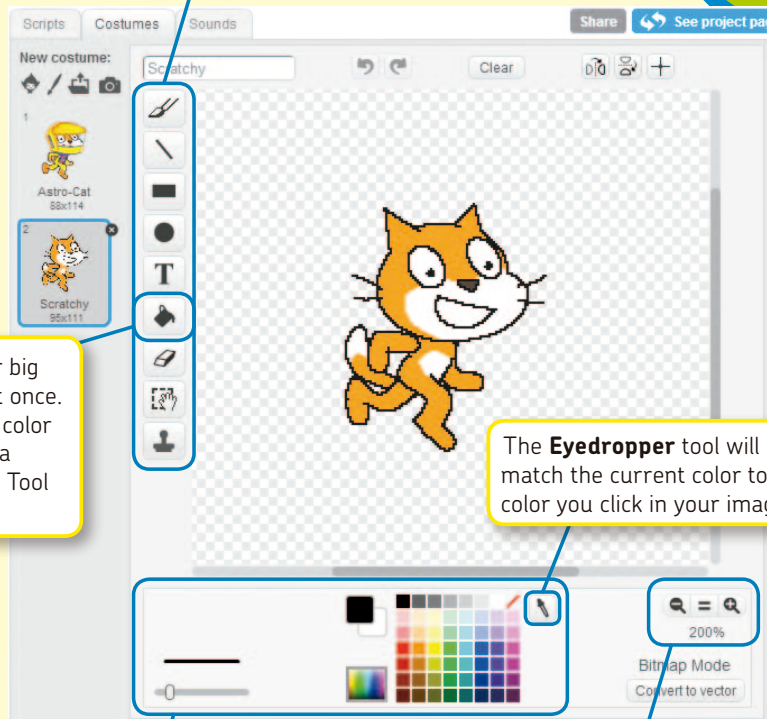 Scripts Costumes Sounds
Share See project pag
New costume:
Scratchy
Clear
1
Astro-Cat
88x114
2
Scratchy
95x111
T
r big
t once.
color
a
Tool
The Eyedropper tool will
match the current color to
color you click in your imag
200%
Bitmap Mode
Convert to vector